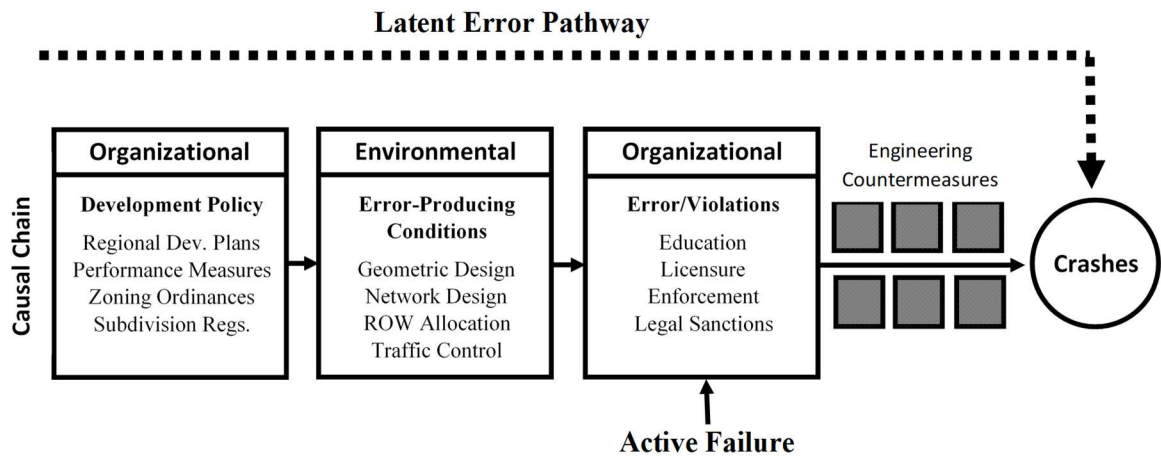 Latent Error Pathway
Causal Chain
Organizational
Development Policy
Regional Dev. Plans
Performance Measures
Zoning Ordinances
Subdivision Regs.
Environmental
Error-Producing
Conditions
Geometric Design
Network Design
ROW Allocation
Traffic Control
Organizational
Error/Violations
Education
Licensure
Enforcement
Legal Sanctions
Engineering
Countermeasures
Crashes
Active Failure